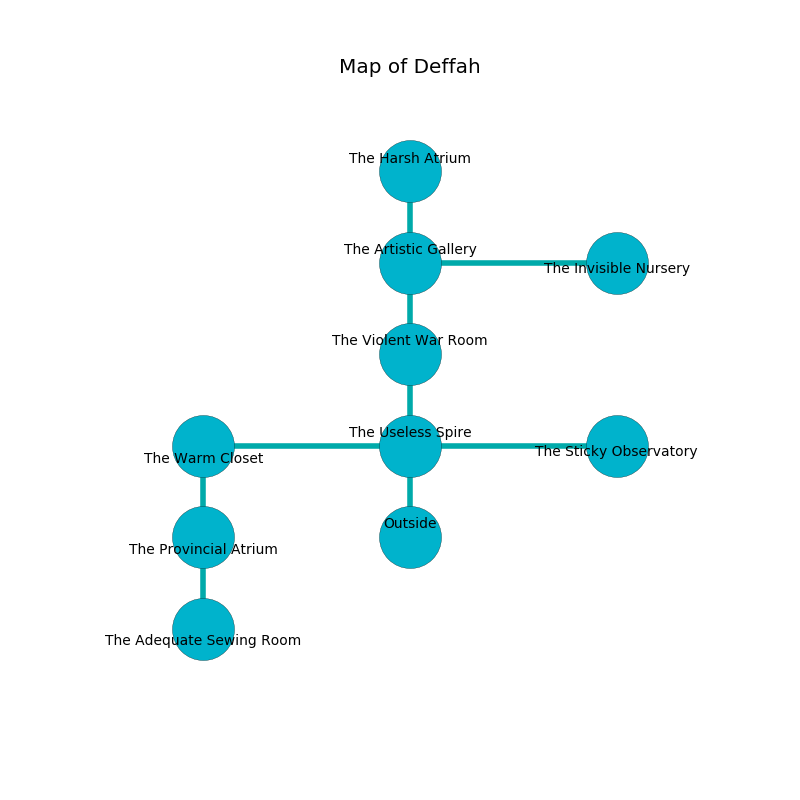 Map of Deffah
The Harsh Atrium
The Artistic Gallery
The Invisible Nursery
The Violent War Room
The Useless Spire
The Sticky Observatory
The Warm Closet
Outside
The Provincial Atrium
The Adequate Sewing Room